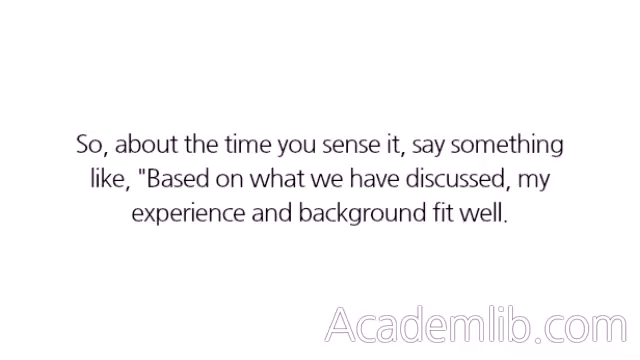 So, about the time you sense it, say something
like, "Based on what we have discussed, my
experience and background fit well.
Academlib.com